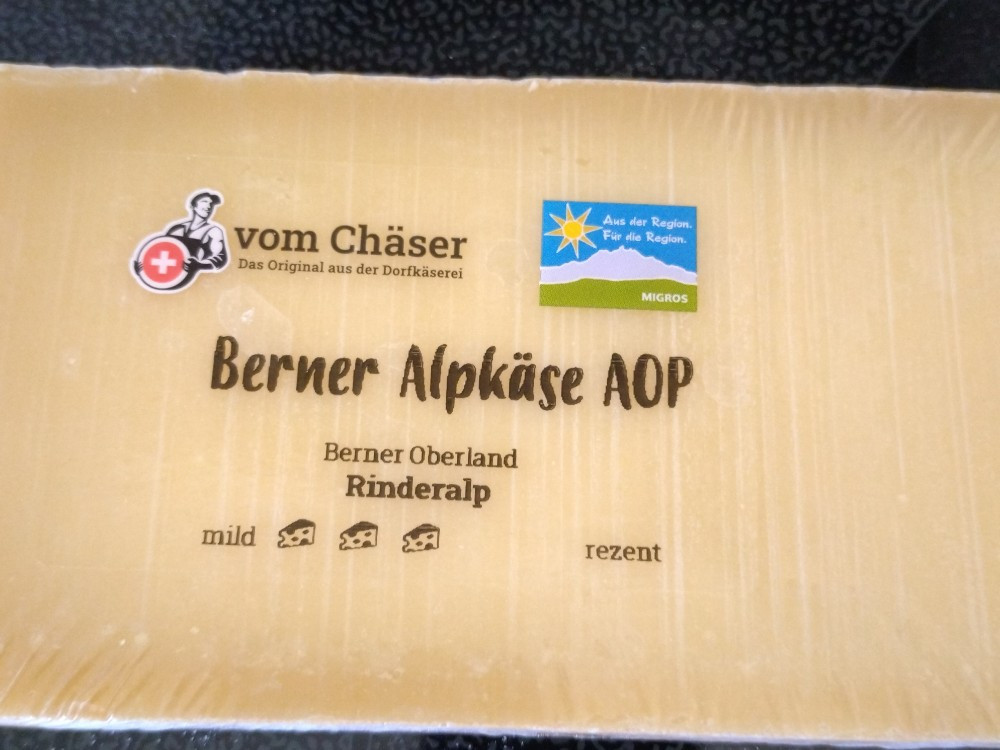 vom Chäser
Das Original aus der Dorfkäserei
Aus der Region.
Für die Region.
MIGROS
Berner Alpkäse AOP
Berner Oberland
Rinderalp
mild rezent